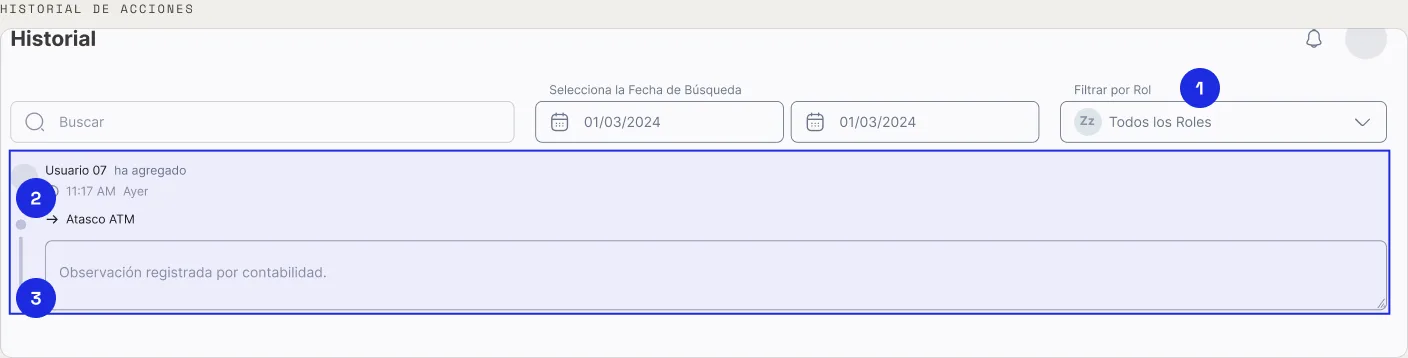 HISTORIAL DE ACCIONES
Historial
Selecciona la Fecha de Búsqueda
Filtrar por Rol
1
Buscar
01/03/2024
01/03/2024
Zz
Todos los Roles
Usuario 07 ha agregado
2
11:17 AM Ayer
→ Atasco ATM
Observación registrada por contabilidad.
3